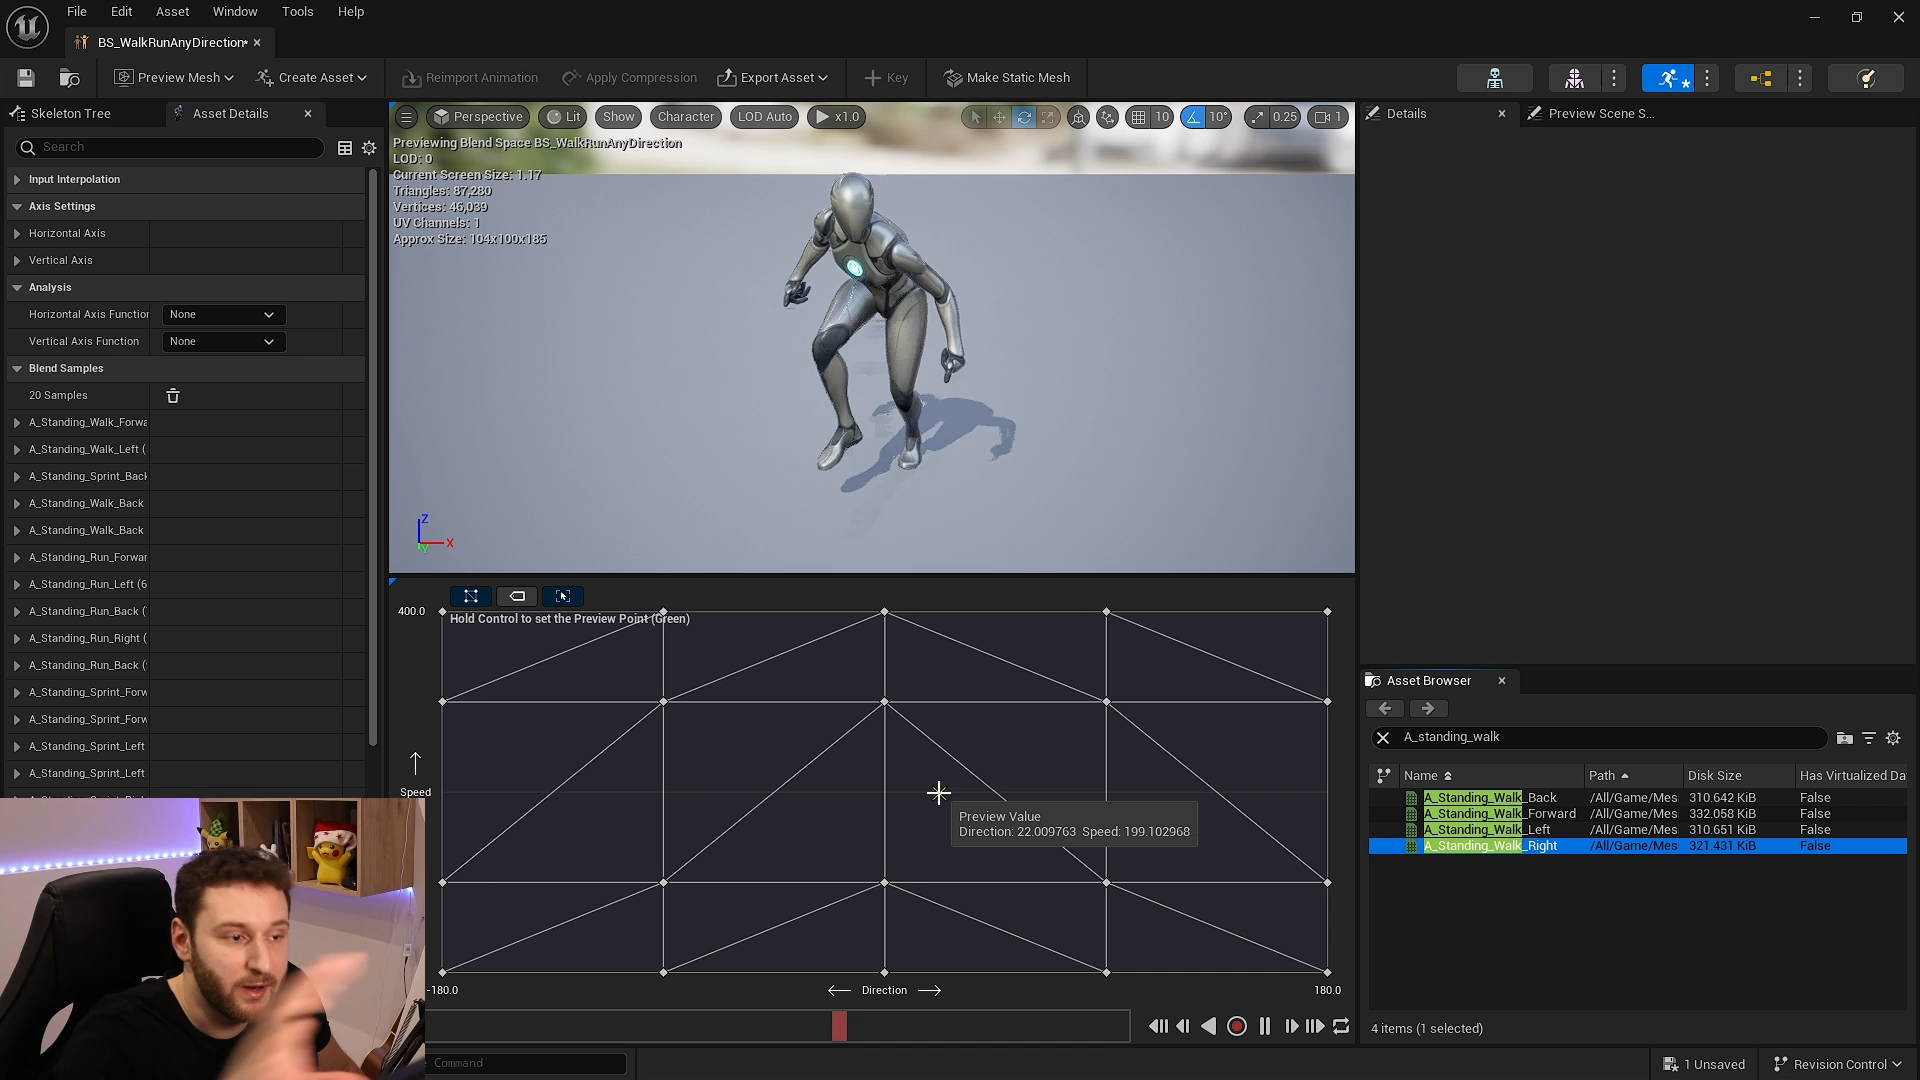 File Edit Asset Window Tools Help
BS_WalkRunAnyDirection*
Preview Mesh Create Asset Reimport Animation Apply Compression Export Asset Key Make Static Mesh
Skeleton Tree Asset Details
Search
Input Interpolation
Axis Settings
Horizontal Axis
Vertical Axis
Analysis
Horizontal Axis Function None
Vertical Axis Function None
Blend Samples
20 Samples
A_Standing_Walk_Forwa
A_Standing_Walk_Left (
A_Standing_Sprint_Back
A_Standing_Walk_Back
A_Standing_Walk_Back
A_Standing_Run_Forwar
A_Standing_Run_Left (6
A_Standing_Run_Back (
A_Standing_Run_Right (
A_Standing_Run_Back (
A_Standing_Sprint_Forw
A_Standing_Sprint_Forw
A_Standing_Sprint_Left
A_Standing_Sprint_Left
Perspective Lit Show Character LOD Auto x1.0 10 10° 0.25 1
Previewing Blend Space BS_WalkRunAnyDirection
LOD: 0
Current Screen Size: 1.17
Triangles: 87,280
Vertices: 46,039
UV Channels: 1
Approx Size: 104x100x185
Z
X
Y
400.0
Hold Control to set the Preview Point (Green)
Speed
Preview Value
Direction: 22.009763 Speed: 199.102968
-180.0 Direction 180.0
Command
Details Preview Scene S...
Asset Browser
A_standing_walk
Name Path Disk Size Has Virtualized Da
A_Standing_Walk_Back /All/Game/Mes 310.642 KiB False
A_Standing_Walk_Forward /All/Game/Mes 332.058 KiB False
A_Standing_Walk_Left /All/Game/Mes 310.651 KiB False
A_Standing_Walk_Right /All/Game/Mes 321.431 KiB False
4 items (1 selected)
1 Unsaved Revision Control